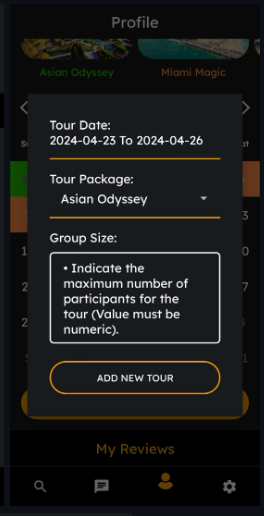 Profile
Asian Odyssey
Miami Magic
Tour Date:
2024-04-23 To 2024-04-26
Tour Package:
Asian Odyssey
Group Size:
• Indicate the
maximum number of
participants for the
tour (Value must be
numeric).
ADD NEW TOUR
My Reviews